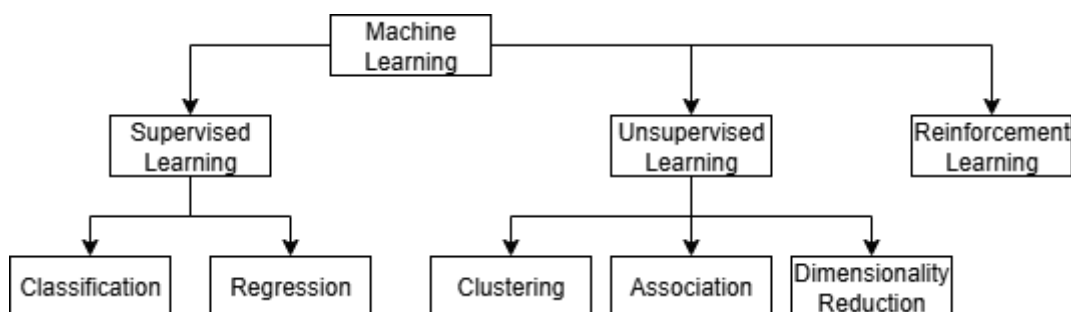 Machine
Learning
Supervised
Learning
Unsupervised
Learning
Reinforcement
Learning
Classification
Regression
Clustering
Association
Dimensionality
Reduction